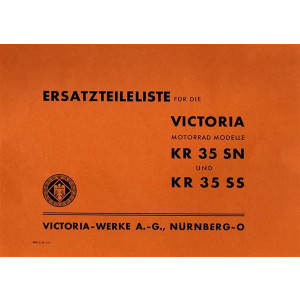 ERSATZTEILELISTE FÜR DIE
VICTORIA
MOTORRAD MODELLE
KR 35 SN
UND
KR 35 SS
VICTORIA-WERKE A.-G., NÜRNBERG-O